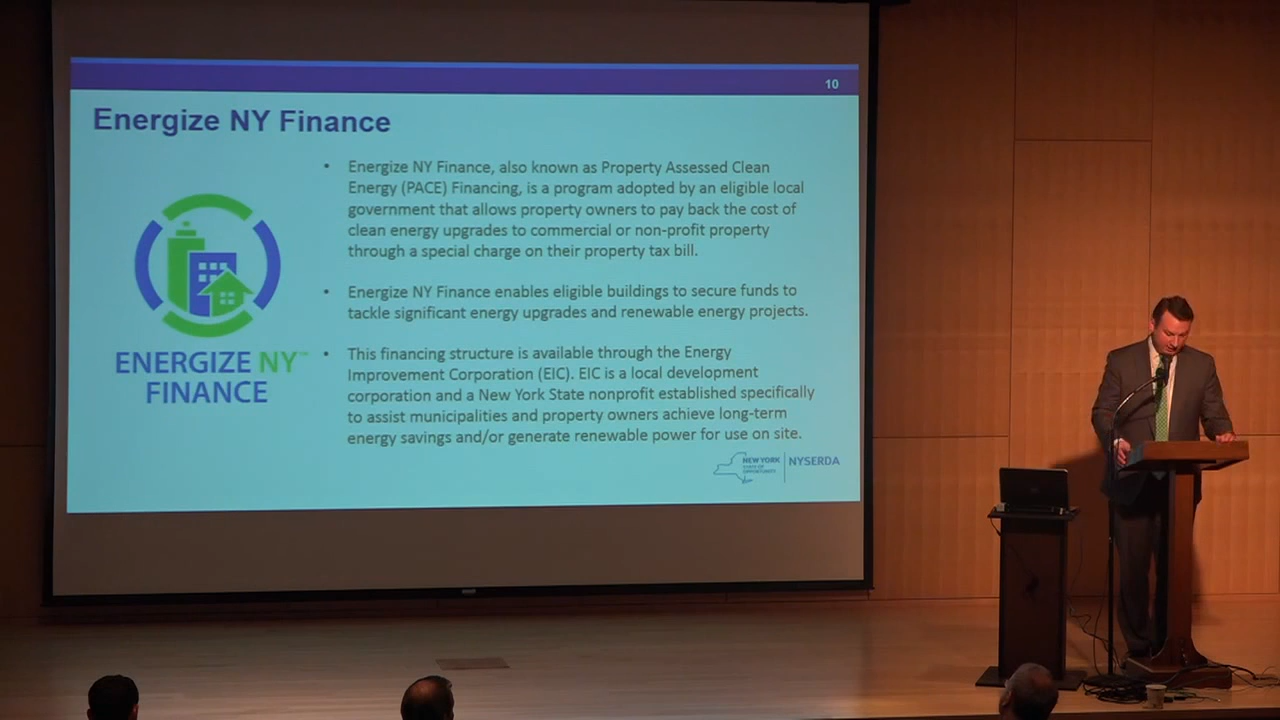 10
Energize NY Finance
• Energize NY Finance, also known as Property Assessed Clean
Energy (PACE) Financing, is a program adopted by an eligible local
government that allows property owners to pay back the cost of
clean energy upgrades to commercial or non-profit property
through a special charge on their property tax bill.
• Energize NY Finance enables eligible buildings to secure funds to
tackle significant energy upgrades and renewable energy projects.
• This financing structure is available through the Energy
Improvement Corporation (EIC). EIC is a local development
corporation and a New York State nonprofit established specifically
to assist municipalities and property owners achieve long-term
energy savings and/or generate renewable power for use on site.
ENERGIZE NY™
FINANCE
NEW YORK
STATE OF
OPPORTUNITY
NYSERDA